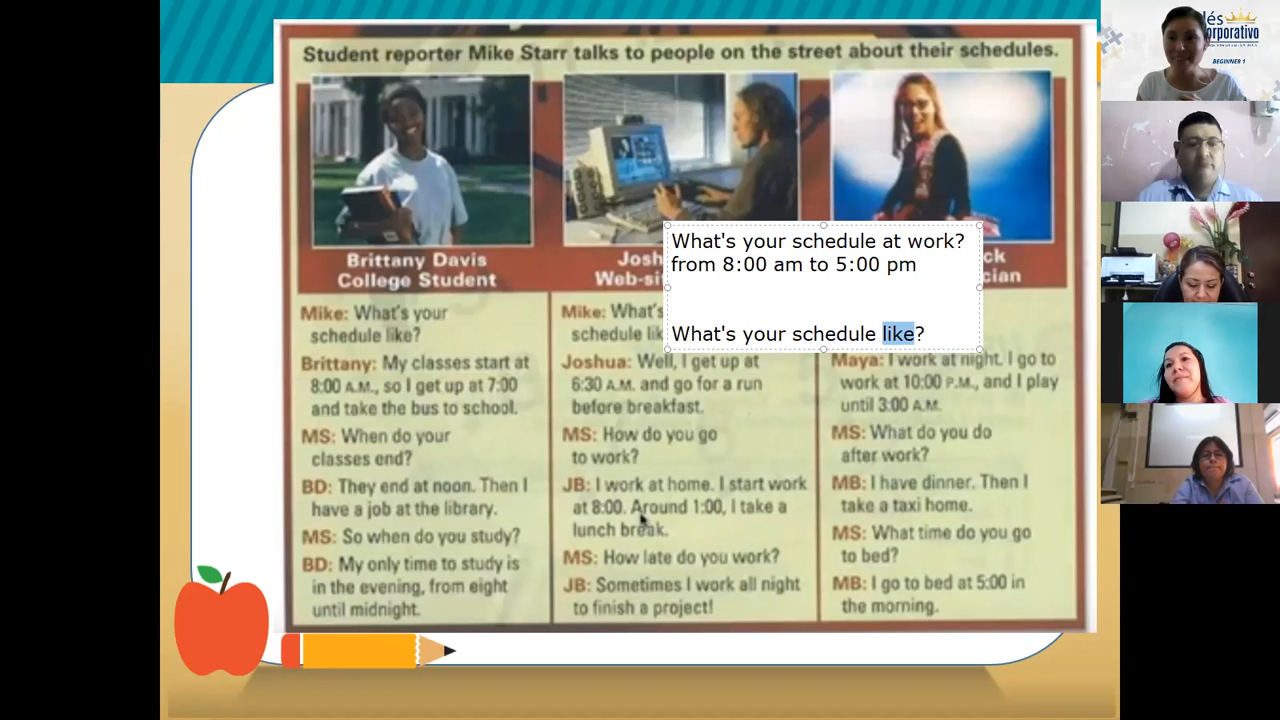 Student reporter Mike Starr talks to people on the street about their schedules.
Brittany Davis
College Student
Mike: What's your
schedule like?
Brittany: My classes start at
8:00 A.M., so I get up at 7:00
and take the bus to school.
MS: When do your
classes end?
BD: They end at noon. Then I
have a job at the library.
MS: So when do you study?
BD: My only time to study is
in the evening, from eight
until midnight.
Josh
Web-si
Mike: What's
schedule lik
Joshua: Well, I get up at
6:30 A.M. and go for a run
before breakfast.
MS: How do you go
to work?
JB: I work at home. I start work
at 8:00. Around 1:00, I take a
lunch break.
MS: How late do you work?
JB: Sometimes I work all night
to finish a project!
ck
cian
Maya: I work at night. I go to
work at 10:00 P.M., and I play
until 3:00 A.M.
MS: What do you do
after work?
MB: I have dinner. Then I
take a taxi home.
MS: What time do you go
to bed?
MB: I go to bed at 5:00 in
the morning.
What's your schedule at work?
from 8:00 am to 5:00 pm
What's your schedule like?
lés
orporativo
BEGINNER 1